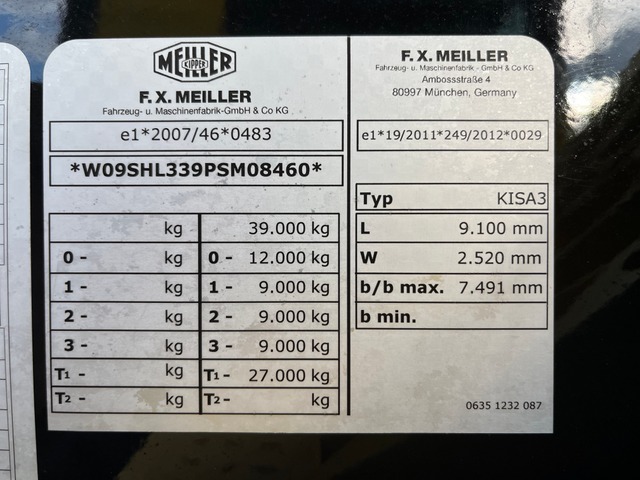 MEILLER
KIPPER
F. X. MEILLER
Fahrzeug- u. Maschinenfabrik-GmbH & Co KG
e1*2007/46*0483
*W09SHL339PSM08460*
kg 39.000 kg
0 - kg 0 - 12.000 kg
1 - kg 1 - 9.000 kg
2 - kg 2 - 9.000 kg
3 - kg 3 - 9.000 kg
T1 - kg T1 - 27.000 kg
T2 - kg T2 - kg
F. X. MEILLER
Fahrzeug- u. Maschinenfabrik - GmbH & Co KG
Ambossstraße 4
80997 München, Germany
e1*19/2011*249/2012*0029
Typ KISA3
L 9.100 mm
W 2.520 mm
b/b max. 7.491 mm
b min.
0635 1232 087